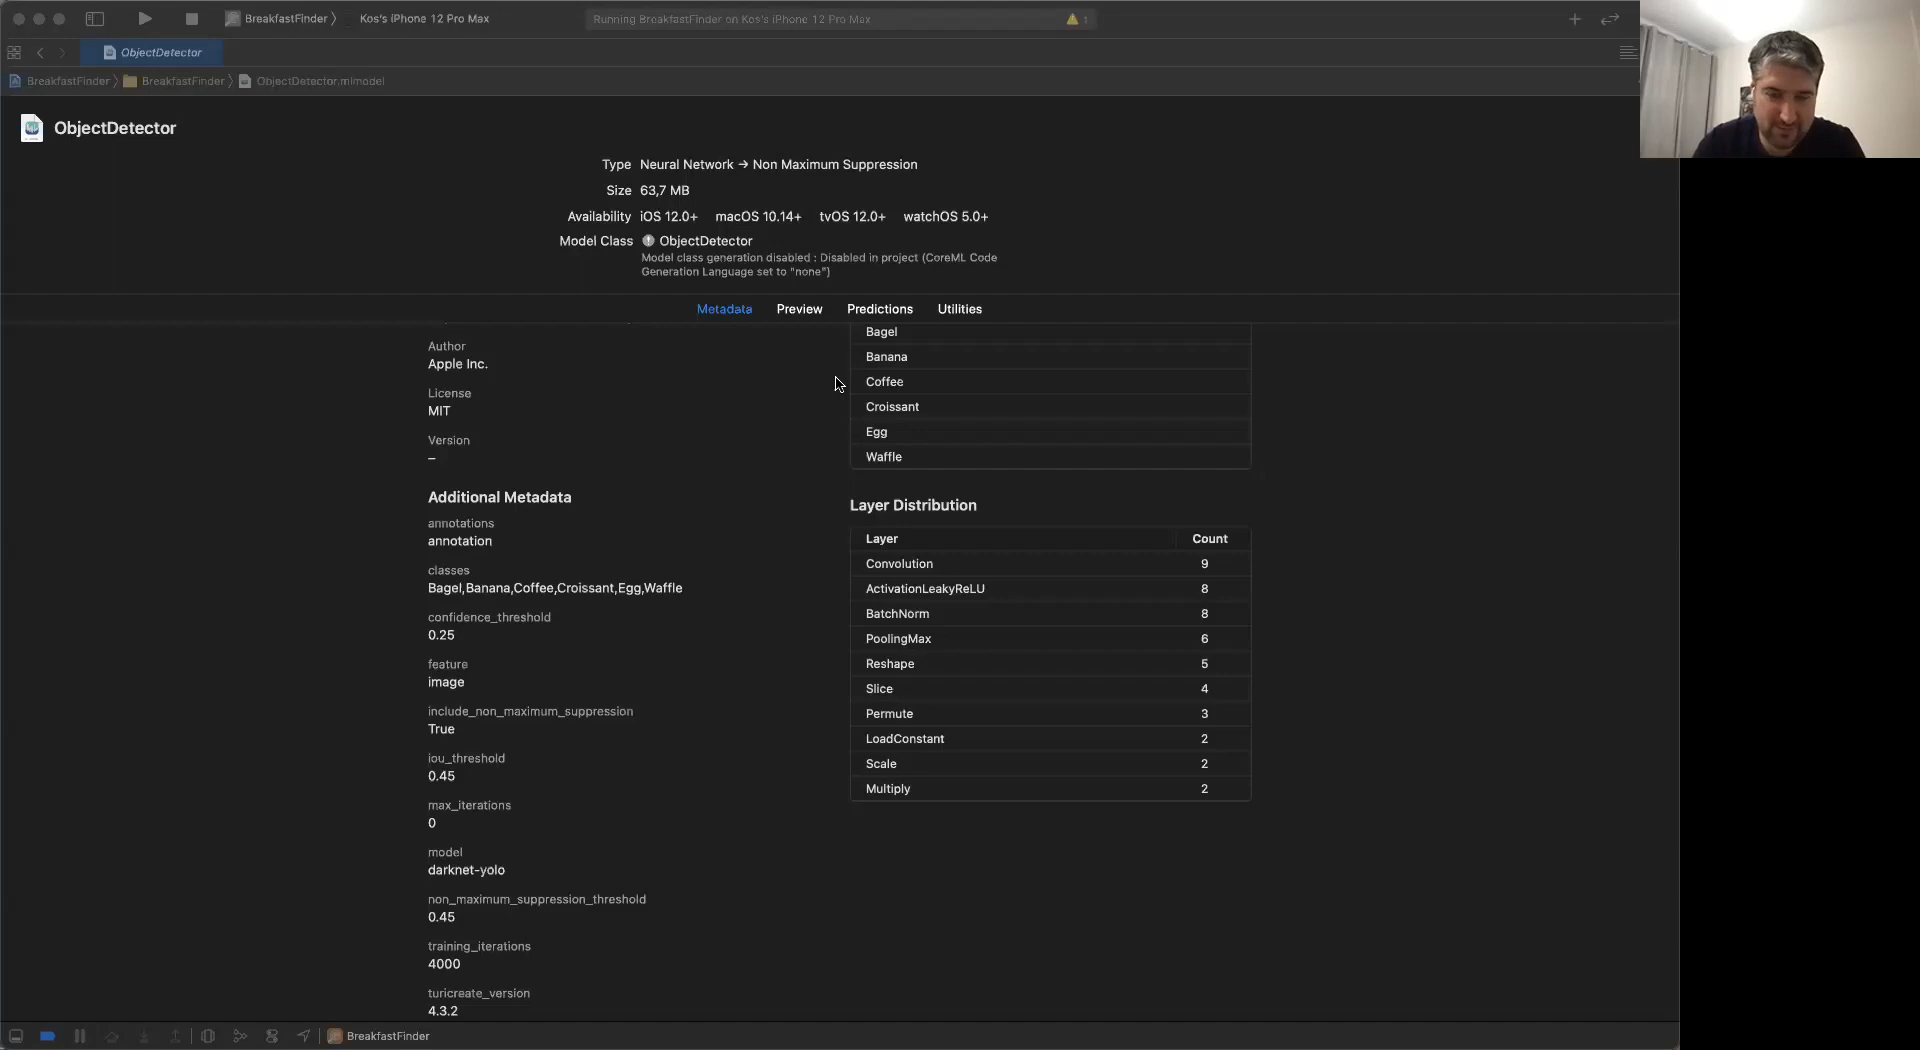 BreakfastFinder
Kos's iPhone 12 Pro Max
Running BreakfastFinder on Kos's iPhone 12 Pro Max
1
ObjectDetector
BreakfastFinder
BreakfastFinder
ObjectDetector.mlmodel
ObjectDetector
Type Neural Network → Non Maximum Suppression
Size 63,7 MB
Availability iOS 12.0+ macOS 10.14+ tvOS 12.0+ watchOS 5.0+
Model Class ObjectDetector
Model class generation disabled : Disabled in project (CoreML Code
Generation Language set to "none")
Metadata Preview Predictions Utilities
Author
Apple Inc.
License
MIT
Version
–
Additional Metadata
annotations
annotation
classes
Bagel,Banana,Coffee,Croissant,Egg,Waffle
confidence_threshold
0.25
feature
image
include_non_maximum_suppression
True
iou_threshold
0.45
max_iterations
0
model
darknet-yolo
non_maximum_suppression_threshold
0.45
training_iterations
4000
turicreate_version
4.3.2
Bagel
Banana
Coffee
Croissant
Egg
Waffle
Layer Distribution
Layer Count
Convolution 9
ActivationLeakyReLU 8
BatchNorm 8
PoolingMax 6
Reshape 5
Slice 4
Permute 3
LoadConstant 2
Scale 2
Multiply 2
BreakfastFinder